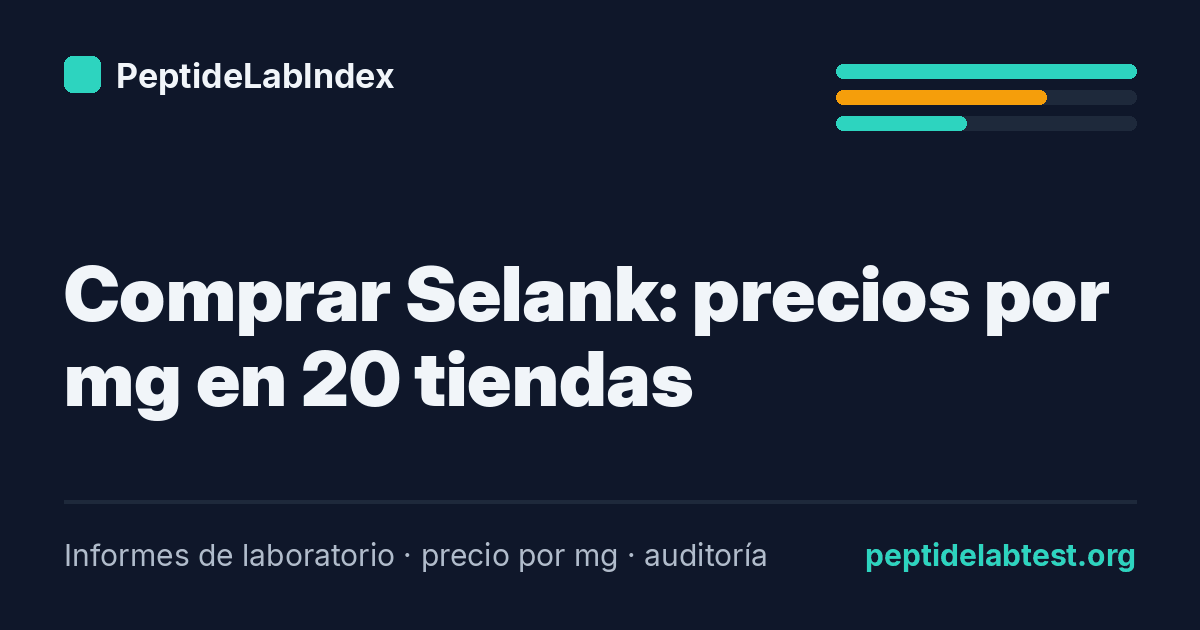 PeptideLabIndex
Comprar Selank: precios por
mg en 20 tiendas
Informes de laboratorio · precio por mg · auditoría
peptidelabtest.org